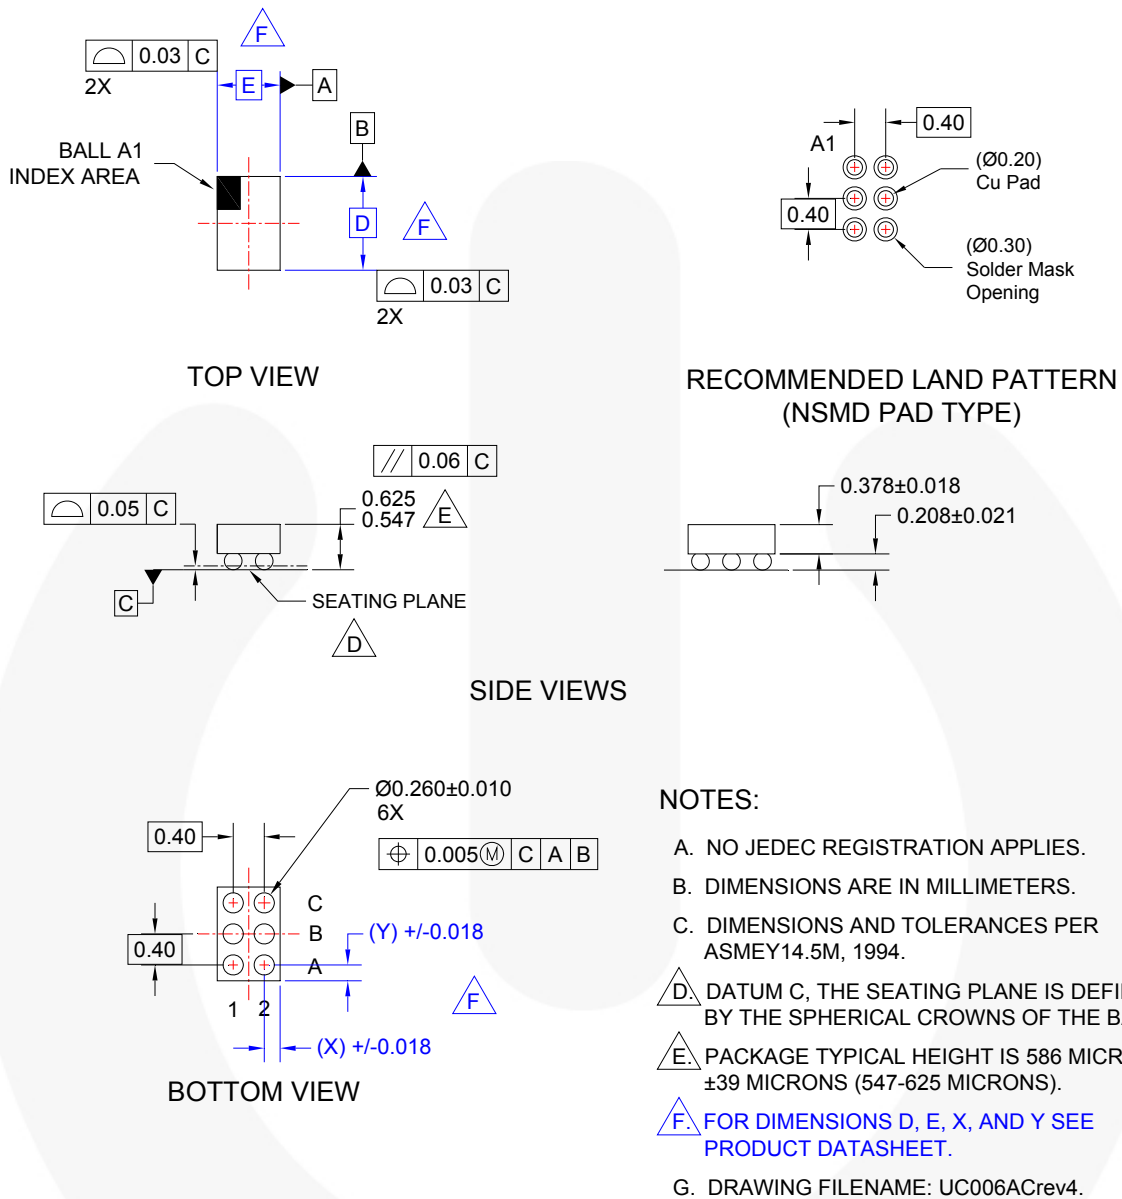 F
0.03 C
2X
E
A
B
BALL A1
INDEX AREA
D
F
0.03 C
2X
TOP VIEW
0.40
A1
(Ø0.20)
Cu Pad
0.40
(Ø0.30)
Solder Mask
Opening
RECOMMENDED LAND PATTERN
(NSMD PAD TYPE)
// 0.06 C
0.05 C
0.625
0.547
E
C
SEATING PLANE
D
0.378±0.018
0.208±0.021
SIDE VIEWS
Ø0.260±0.010
6X
0.40
⌖ 0.005Ⓜ C A B
C
B
A
0.40
(Y) +/-0.018
1 2
F
(X) +/-0.018
BOTTOM VIEW
NOTES:
A. NO JEDEC REGISTRATION APPLIES.
B. DIMENSIONS ARE IN MILLIMETERS.
C. DIMENSIONS AND TOLERANCES PER
ASMEY14.5M, 1994.
D. DATUM C, THE SEATING PLANE IS
BY THE SPHERICAL CROWNS OF THE
E. PACKAGE TYPICAL HEIGHT IS 586
±39 MICRONS (547-625 MICRONS).
F. FOR DIMENSIONS D, E, X, AND Y SEE
PRODUCT DATASHEET.
G. DRAWING FILENAME: UC006ACrev4.